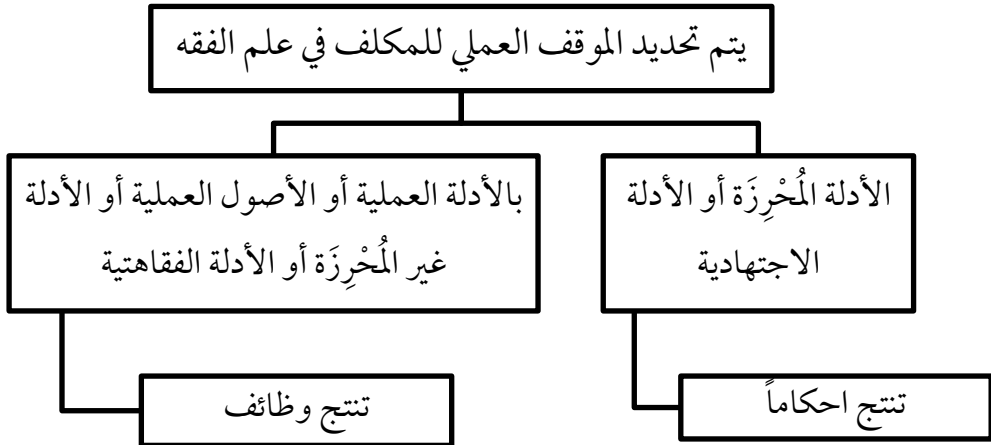 يتم تحديد الموقف العملي للمكلف في علم الفقه
الأدلة المُحْرِزَة أو الأدلة
الاجتهادية
بالأدلة العملية أو الأصول العملية أو الأدلة
غير المُحْرِزَة أو الأدلة الفقاهتية
تنتج احكاماً
تنتج وظائف